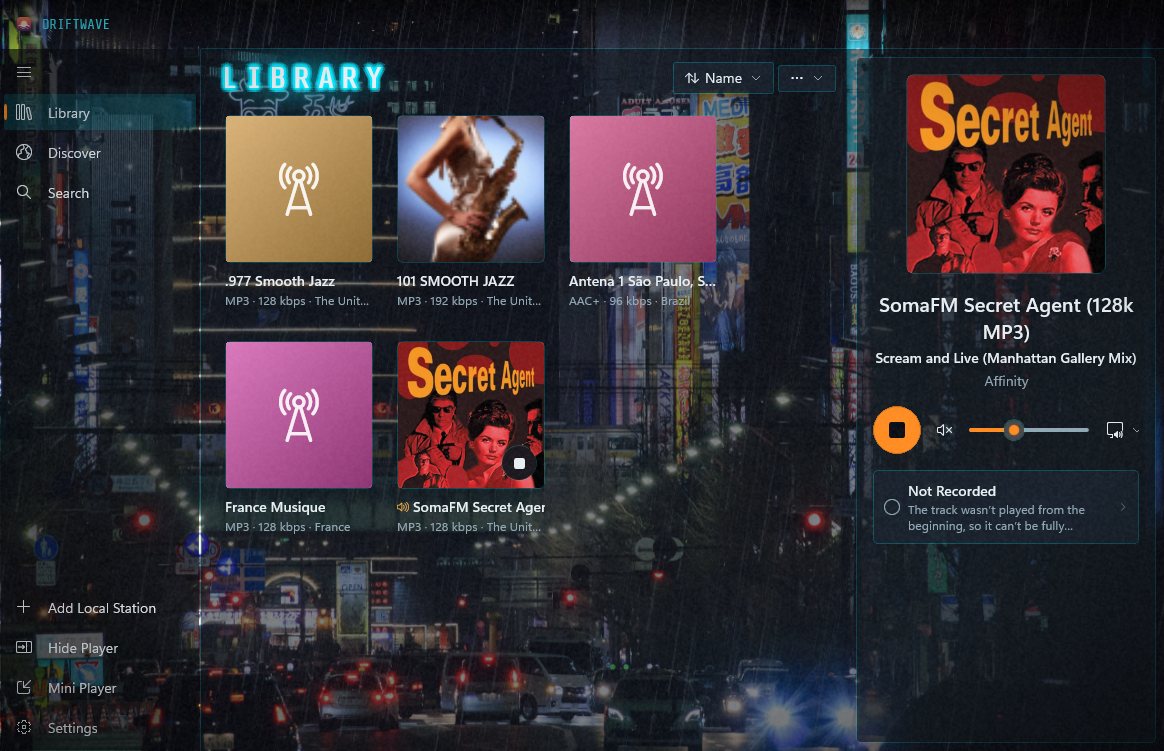 DRIFTWAVE
Library
Discover
Search
Add Local Station
Hide Player
Mini Player
Settings
LIBRARY
Name
...
.977 Smooth Jazz
MP3 · 128 kbps · The Unit...
101 SMOOTH JAZZ
MP3 · 192 kbps · The Unit...
Antena 1 São Paulo, S...
AAC+ · 96 kbps · Brazil
France Musique
MP3 · 128 kbps · France
Secret Agent
SomaFM Secret Agen
MP3 · 128 kbps · The Unit...
Secret Agent
SomaFM Secret Agent (128k
MP3)
Scream and Live (Manhattan Gallery Mix)
Affinity
Not Recorded
The track wasn't played from the
beginning, so it can't be fully...
OPEN